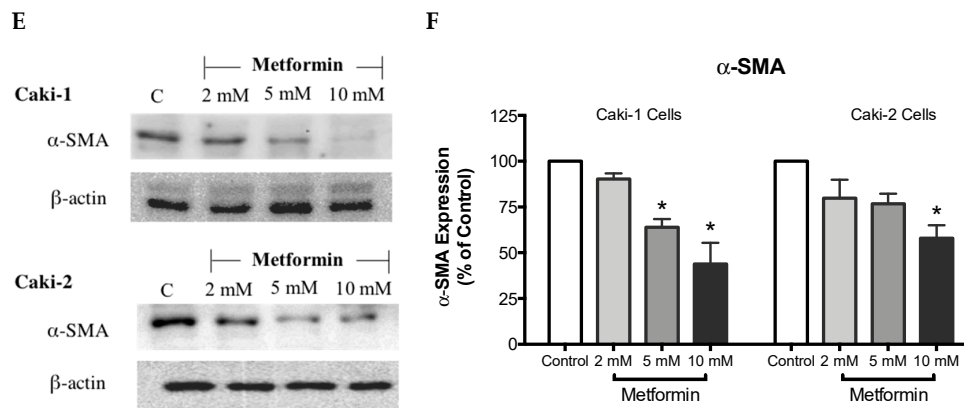 E
Metformin
Caki-1
C 2 mM 5 mM 10 mM
α-SMA
β-actin
Metformin
Caki-2
C 2 mM 5 mM 10 mM
α-SMA
β-actin
F
α-SMA
Caki-1 Cells Caki-2 Cells
α-SMA Expression
(% of Control)
125
100
75
50
25
0
* * *
Control 2 mM 5 mM 10 mM Control 2 mM 5 mM 10 mM
Metformin Metformin